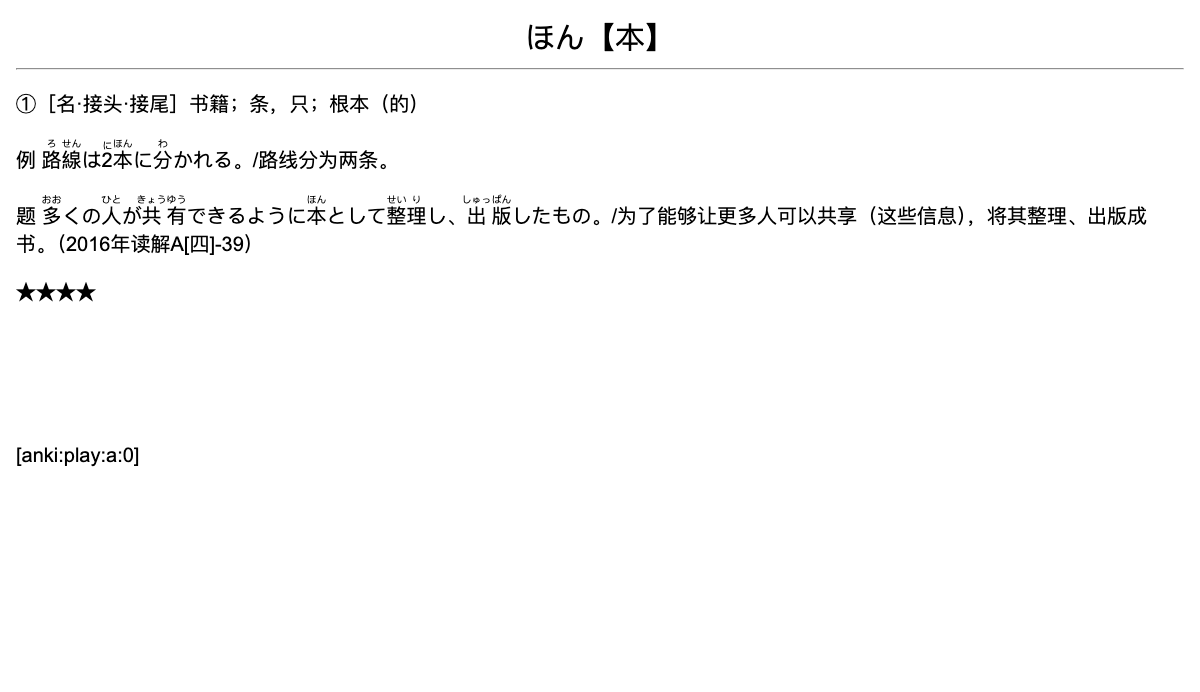 ほん【本】
①［名·接头·接尾］书籍；条，只；根本（的）
ろ せん に ほん わ
例 路線は2本に分かれる。/路线分为两条。
おお ひと きょうゆう ほん せい り しゅっぱん
题 多くの人が共有できるように本として整理し、出版したもの。/为了能够让更多人可以共享（这些信息），将其整理、出版成
书。（2016年读解A[四]-39）
★★★★
[anki:play:a:0]